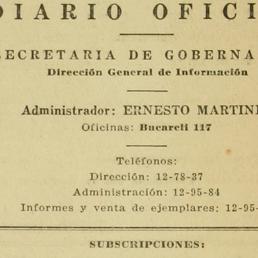 DIARIO OFICI
SECRETARIA DE GOBERNA
Dirección General de Información
Administrador: ERNESTO MARTIN
Oficinas: Bucareli 117
Teléfonos:
Dirección: 12-78-37
Administración: 12-95-84
Informes y venta de ejemplares: 12-95-
SUBSCRIPCIONES: